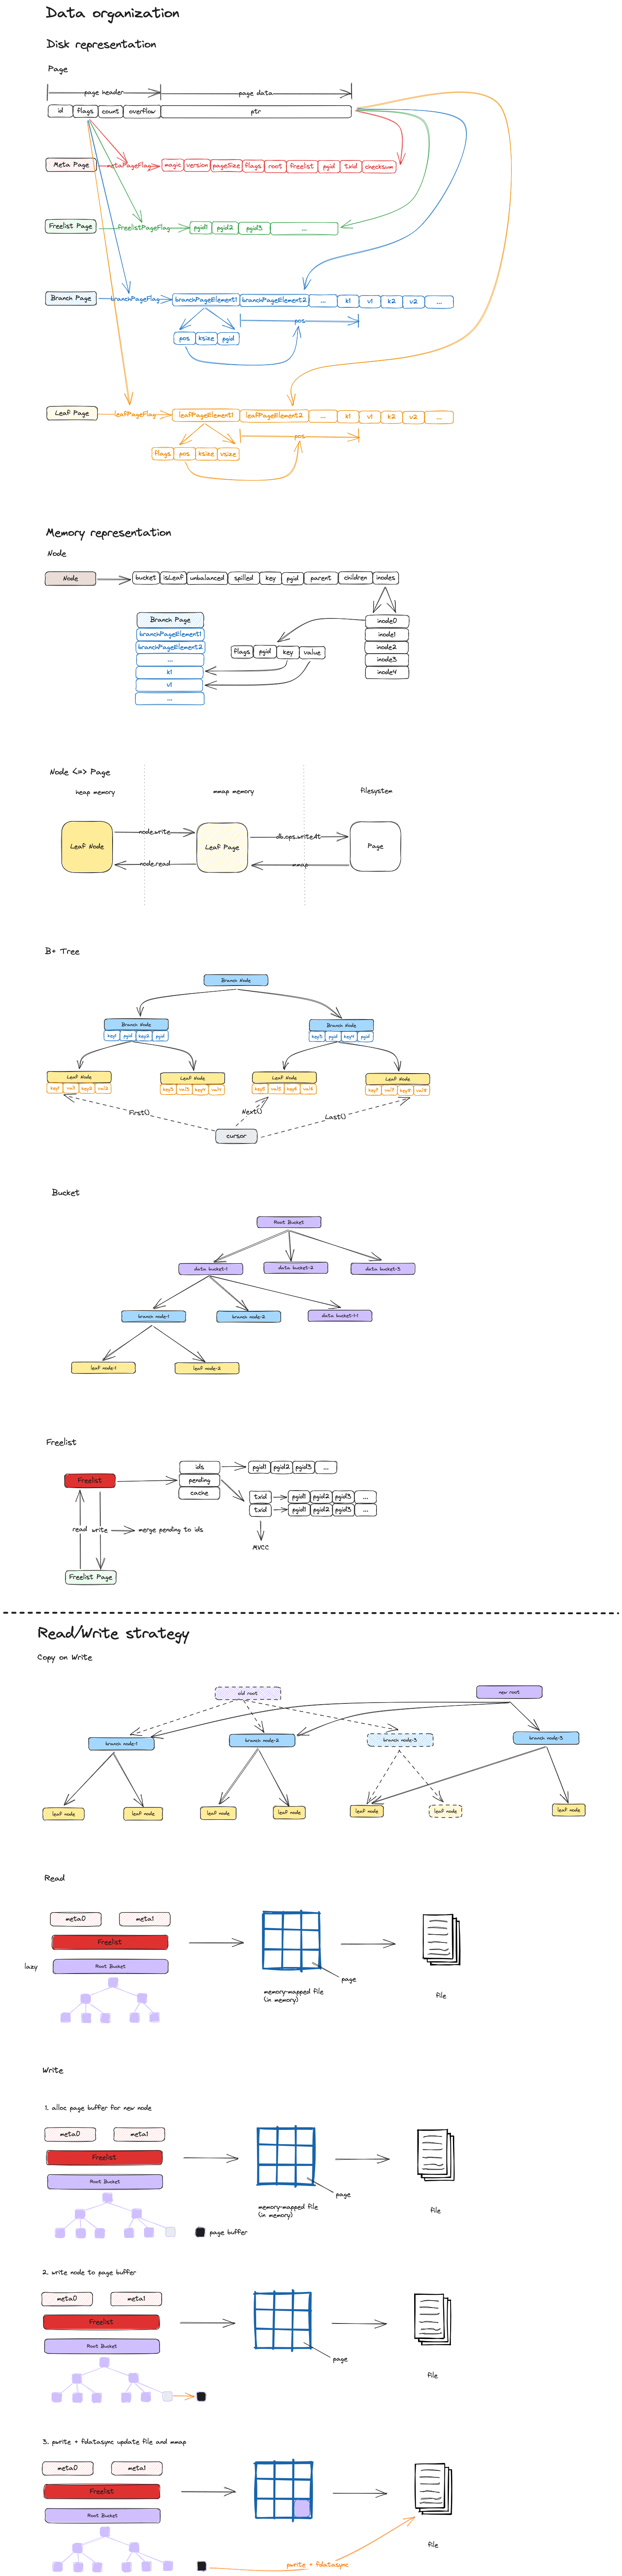 Data organization
Disk representation
Page
page header page data
id flags count overflow ptr
Meta Page metaPageFlag magic version pageSize flags root freelist pgid txid checksum
Freelist Page freelistPageFlag pgid1 pgid2 pgid3 ...
Branch Page branchPageFlag branchPageElement1 branchPageElement2 ... k1 v1 k2 v2 ...
pos
pos ksize pgid
Leaf Page leafPageFlag leafPageElement1 leafPageElement2 ... k1 v1 k2 v2 ...
pos
flags pos ksize vsize
Memory representation
Node
Node bucket isLeaf unbalanced spilled key pgid parent children inodes
Branch Page inode0
branchPageElement1 inode1
branchPageElement2 flags pgid key value inode2
... inode3
k1 inode4
v1
...
Node <=> Page
heap memory mmap memory filesystem
Leaf Node node.write Leaf Page db.ops.writeAt Page
node.read mmap
B+ Tree
Branch Node
Branch Node Branch Node
key1 pgid key3 pgid key5 pgid key7 pgid
Leaf Node Leaf Node Leaf Node Leaf Node
key1 val1 key2 val2 key3 val3 key4 val4 key5 val5 key6 val6 key7 val7 key8 val8
First() Next() Last()
cursor
Bucket
Root Bucket
data bucket-1 data bucket-2 data bucket-3
branch node-1 branch node-2 data bucket-1-1
leaf node-1 leaf node-2
Freelist
ids pgid1 pgid2 pgid3 ...
Freelist pending
cache txid pgid1 pgid2 pgid3 ...
txid pgid1 pgid2 pgid3 ...
read write merge pending to ids
MVCC
Freelist Page
Read/Write strategy
Copy on Write
old root new root
branch node-1 branch node-2 branch node-3 branch node-3
leaf node leaf node leaf node leaf node leaf node leaf node leaf node
Read
meta0 meta1
Freelist
lazy Root Bucket
page
memory-mapped file
(in memory)
file
Write
1. alloc page buffer for new node
meta0 meta1
Freelist
Root Bucket
page
memory-mapped file
(in memory)
file
page buffer
2. write node to page buffer
meta0 meta1
Freelist
Root Bucket
page
file
3. pwrite + fdatasync update file and mmap
meta0 meta1
Freelist
Root Bucket
file
pwrite + fdatasync